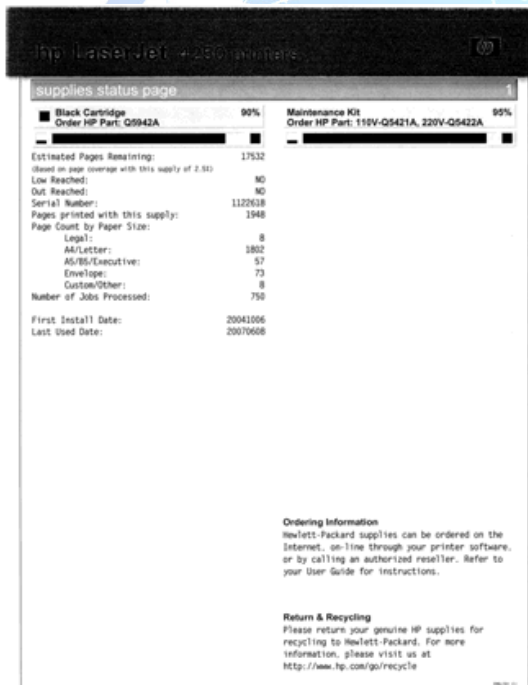 hp LaserJet 4250 printers
supplies status page 1
Black Cartridge 90%
Order HP Part: Q5942A
Estimated Pages Remaining: 17532
(Based on page coverage with this supply of 2.5%)
Low Reached: NO
Out Reached: NO
Serial Number: 1122618
Pages printed with this supply: 1948
Page Count by Paper Size:
Legal: 8
A4/Letter: 1802
A5/B5/Executive: 57
Envelope: 73
Custom/Other: 8
Number of Jobs Processed: 750
First Install Date: 20041006
Last Used Date: 20070608
Maintenance Kit 95%
Order HP Part: 110V-Q5421A, 220V-Q5422A
Ordering Information
Hewlett-Packard supplies can be ordered on the
Internet, on-line through your printer software,
or by calling an authorized reseller. Refer to
your User Guide for instructions.
Return & Recycling
Please return your genuine HP supplies for
recycling to Hewlett-Packard. For more
information, please visit us at
http://www.hp.com/go/recycle